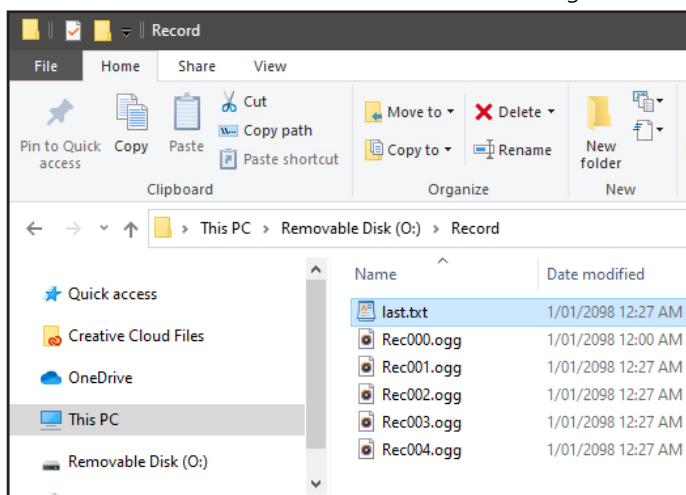 Record
File Home Share View
Pin to Quick access
Copy
Paste
Cut
Copy path
Paste shortcut
Clipboard
Move to
Copy to
Delete
Rename
Organize
New folder
New
This PC > Removable Disk (O:) > Record
Quick access
Creative Cloud Files
OneDrive
This PC
Removable Disk (O:)
Name Date modified
last.txt 1/01/2098 12:27 AM
Rec000.ogg 1/01/2098 12:00 AM
Rec001.ogg 1/01/2098 12:27 AM
Rec002.ogg 1/01/2098 12:27 AM
Rec003.ogg 1/01/2098 12:27 AM
Rec004.ogg 1/01/2098 12:27 AM